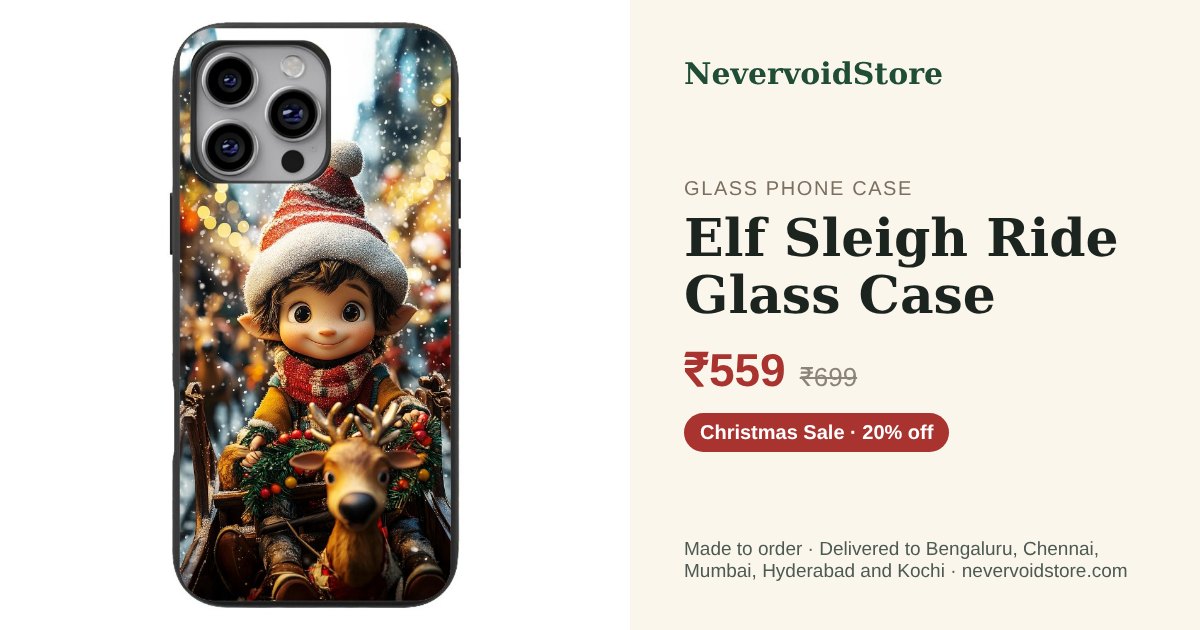 NevervoidStore
GLASS PHONE CASE
Elf Sleigh Ride
Glass Case
₹559 ₹699
Christmas Sale · 20% off
Made to order · Delivered to Bengaluru, Chennai,
Mumbai, Hyderabad and Kochi · nevervoidstore.com